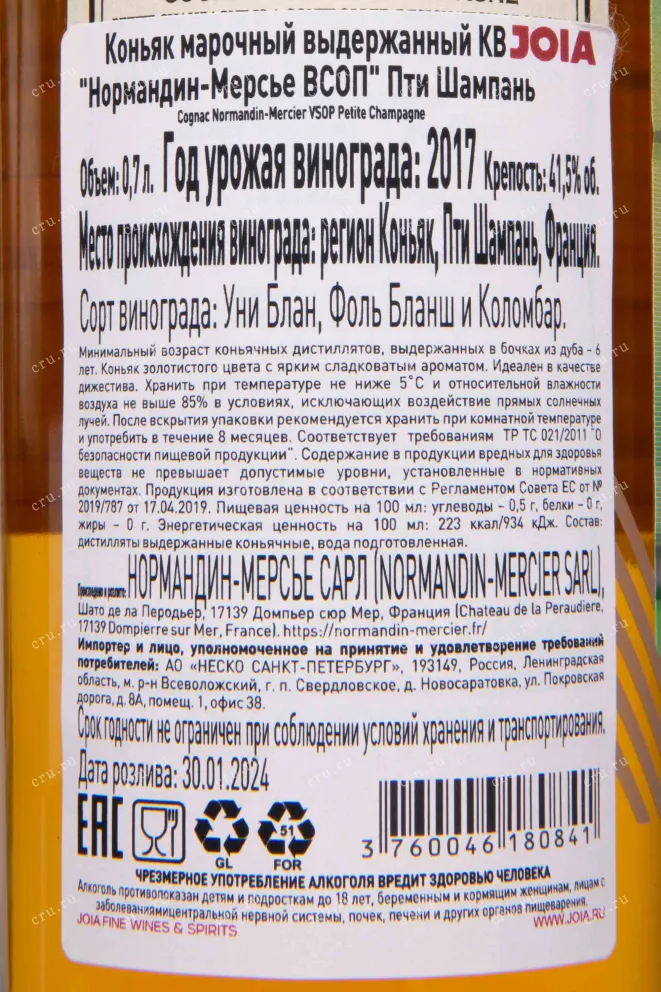 Коньяк марочный выдержанный КВ JOIA
"Нормандин-Мерсье ВСОП" Пти Шампань
Cognac Normandin-Mercier VSOP Petite Champagne
Объем: 0,7 л. Год урожая винограда: 2017 Крепость: 41,5% об.
Место происхождения винограда: регион Коньяк, Пти Шампань, Франция.
Сорт винограда: Уни Блан, Фоль Бланш и Коломбар.
Минимальный возраст коньячных дистиллятов, выдержанных в бочках из дуба – 6
лет. Коньяк золотистого цвета с ярким сладковатым ароматом. Идеален в качестве
дижестива. Хранить при температуре не ниже 5˚С и относительной влажности
воздуха не выше 85% в условиях, исключающих воздействие прямых солнечных
лучей. После вскрытия упаковки рекомендуется хранить при комнатной температуре
и употребить в течение 8 месяцев. Соответствует требованиям ТР ТС 021/2011 "О
безопасности пищевой продукции". Содержание в продукции вредных для здоровья
веществ не превышает допустимые уровни, установленные в нормативных
документах. Продукция изготовлена в соответствии с Регламентом Совета ЕС от №
2019/787 от 17.04.2019. Пищевая ценность на 100 мл: углеводы – 0,5 г, белки – 0 г,
жиры – 0 г. Энергетическая ценность на 100 мл: 223 ккал/934 кДж. Состав:
дистилляты выдержанные коньячные, вода подготовленная.
Произведено и разлито: НОРМАНДИН-МЕРСЬЕ САРЛ (NORMANDIN-MERCIER SARL),
Шато де ла Перодьер, 17139 Домпьер сюр Мер, Франция (Chateau de la Peraudiere,
17139 Dompierre sur Mer, France). https://normandin-mercier.fr/
Импортер и лицо, уполномоченное на принятие и удовлетворение требований
потребителей: АО «НЕСКО САНКТ-ПЕТЕРБУРГ», 193149, Россия, Ленинградская
область, м. р-н Всеволожский, г. п. Свердловское, д. Новосаратовка, ул. Покровская
дорога, д. 8А, помещ. 1, офис 38.
Срок годности не ограничен при соблюдении условий хранения и транспортирования.
Дата розлива: 30.01.2024
ЕАС
GL
51
FOR
3 760046 180841
ЧРЕЗМЕРНОЕ УПОТРЕБЛЕНИЕ АЛКОГОЛЯ ВРЕДИТ ЗДОРОВЬЮ ЧЕЛОВЕКА
Алкоголь противопоказан детям и подросткам до 18 лет, беременным и кормящим женщинам, лицам с
заболеваниямицентральной нервной системы, почек, печени и других органов пищеварения.
JOIA FINE WINES & SPIRITS
WWW.JOIA.RU